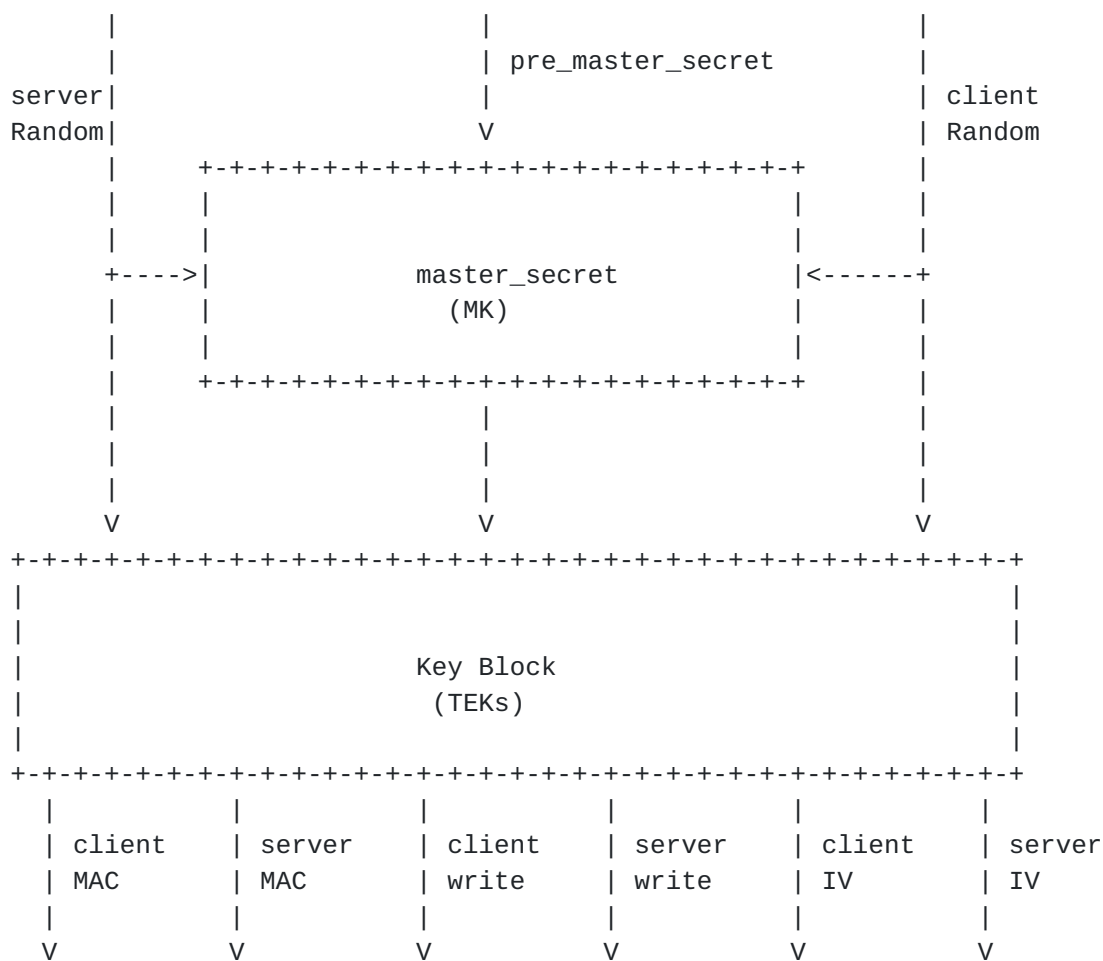 pre_master_secret
server client
Random Random
master_secret
(MK)
Key Block
(TEKs)
client server client server client server
MAC MAC write write IV IV